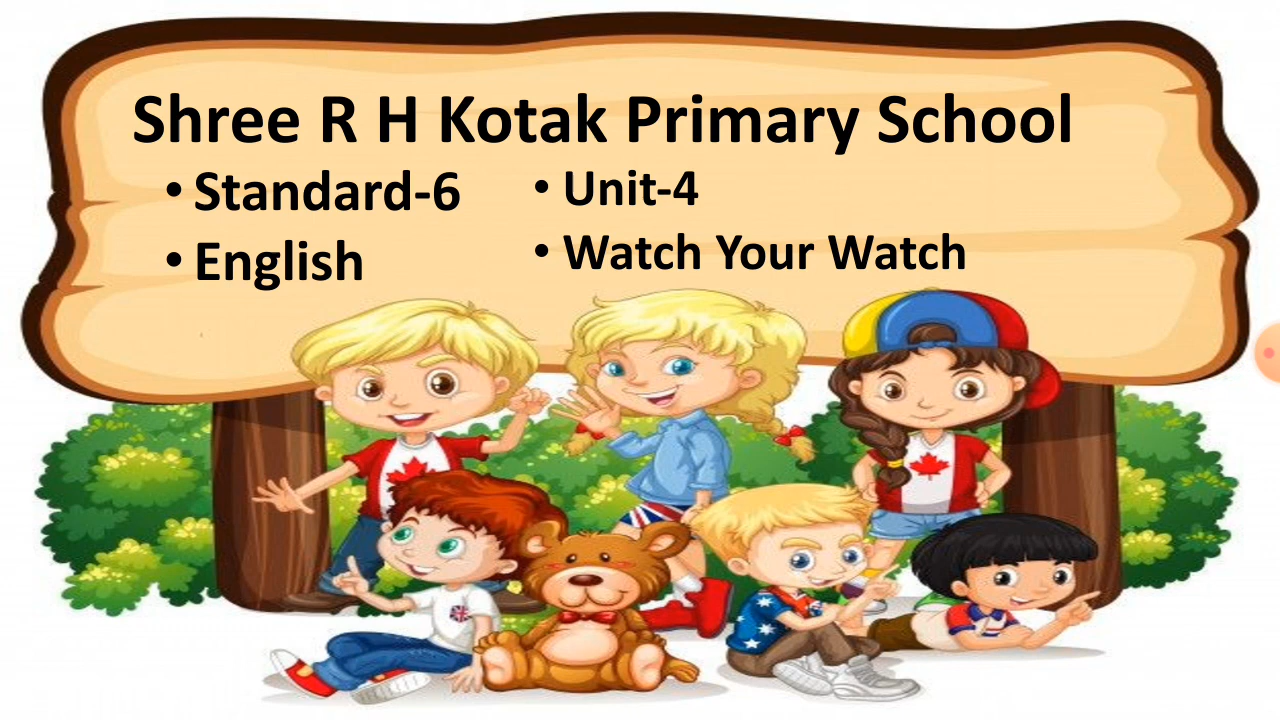 Shree R H Kotak Primary School
• Standard-6
• English
• Unit-4
• Watch Your Watch